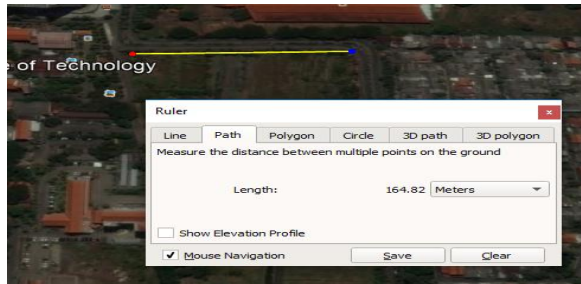 of Technology
Ruler
Line Path Polygon Circle 3D path 3D polygon
Measure the distance between multiple points on the ground
Length: 164.82 Meters
Show Elevation Profile
Mouse Navigation Save Clear